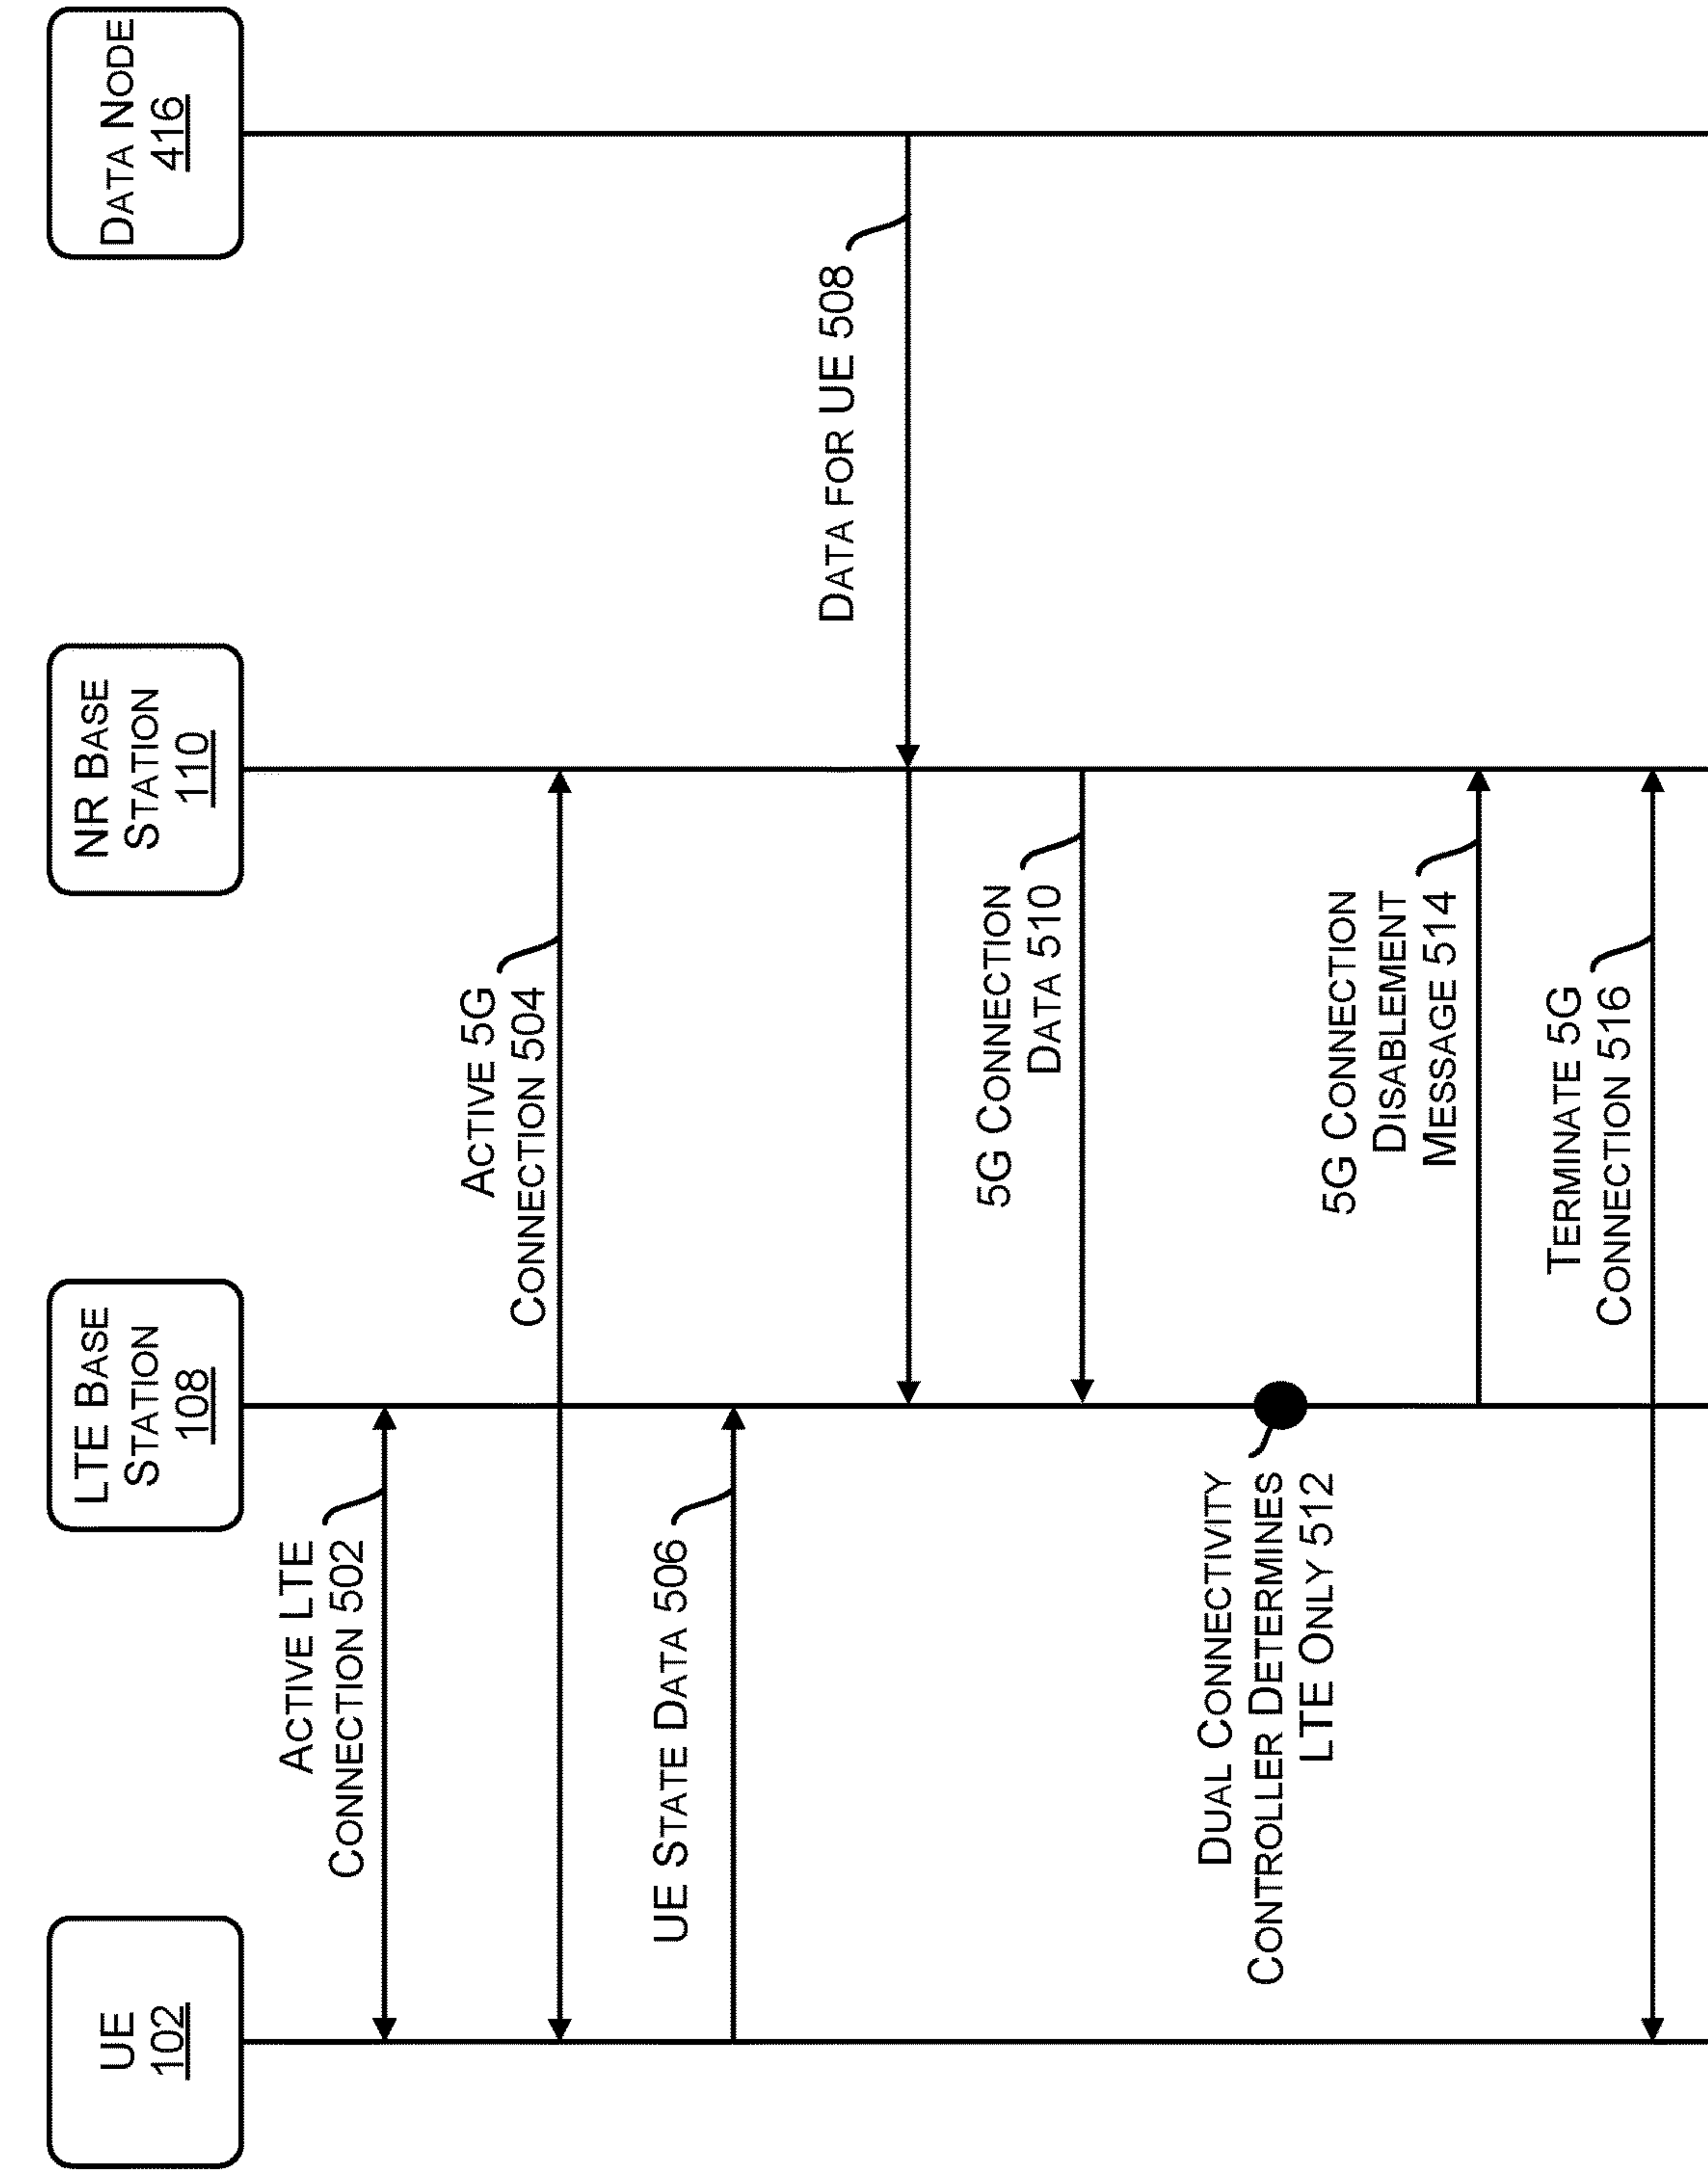 UE
102
LTE BASE
STATION
108
NR BASE
STATION
110
DATA NODE
416
ACTIVE LTE
CONNECTION 502
ACTIVE 5G
CONNECTION 504
UE STATE DATA 506
DATA FOR UE 508
5G CONNECTION
DATA 510
DUAL CONNECTIVITY
CONTROLLER DETERMINES
LTE ONLY 512
5G CONNECTION
DISABLEMENT
MESSAGE 514
TERMINATE 5G
CONNECTION 516